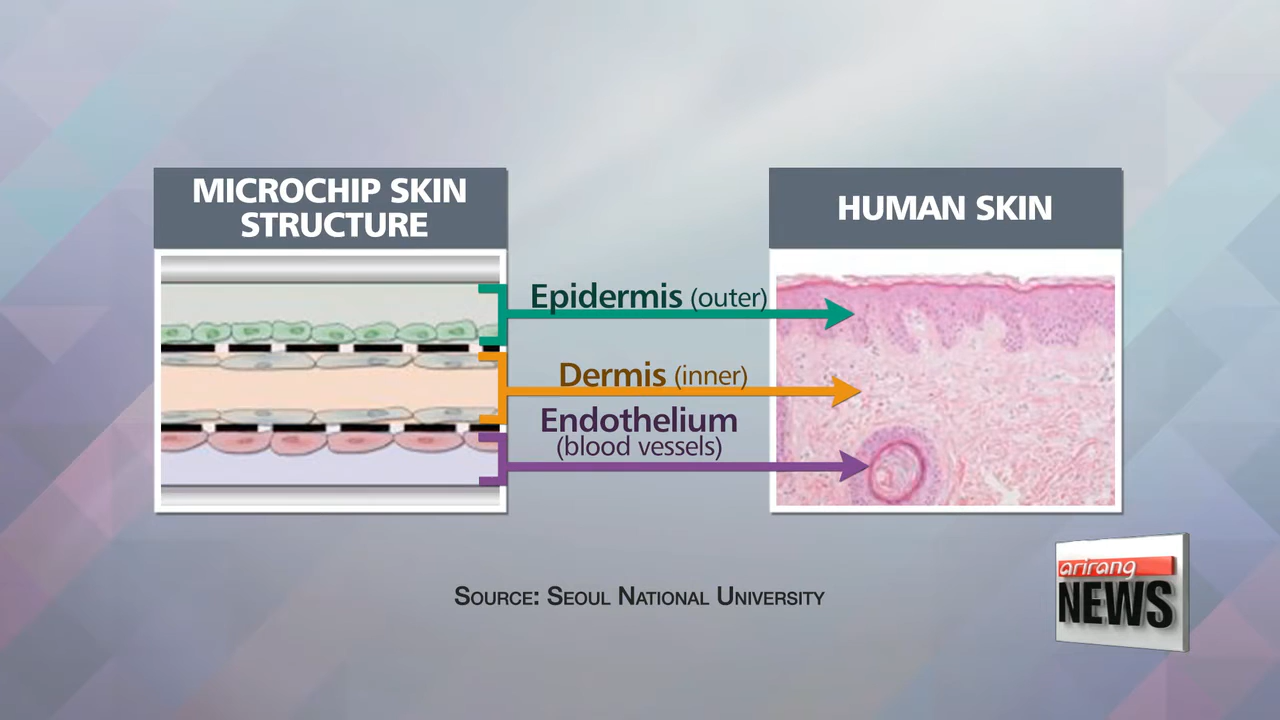 MICROCHIP SKIN
STRUCTURE
HUMAN SKIN
Epidermis (outer)
Dermis (inner)
Endothelium
(blood vessels)
SOURCE: SEOUL NATIONAL UNIVERSITY
arirang
NEWS